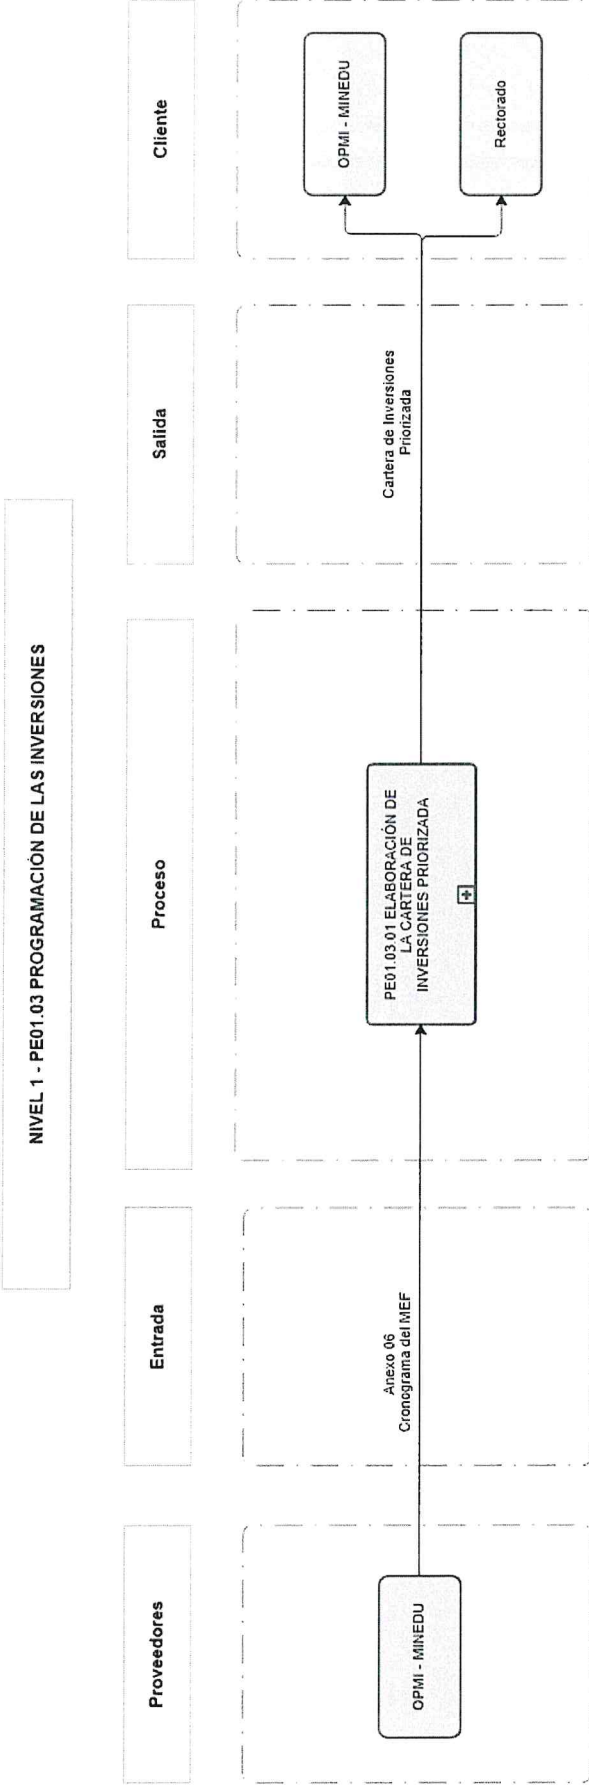 NIVEL 1 - PE01.03 PROGRAMACIÓN DE LAS INVERSIONES
Proveedores
Entrada
Proceso
Salida
Cliente
OPMI - MINEDU
Anexo 06
Cronograma del MEF
PE01.03.01 ELABORACIÓN DE
LA CARTERA DE
INVERSIONES PRIORIZADA
Cartera de Inversiones
Priorizada
OPMI - MINEDU
Rectorado